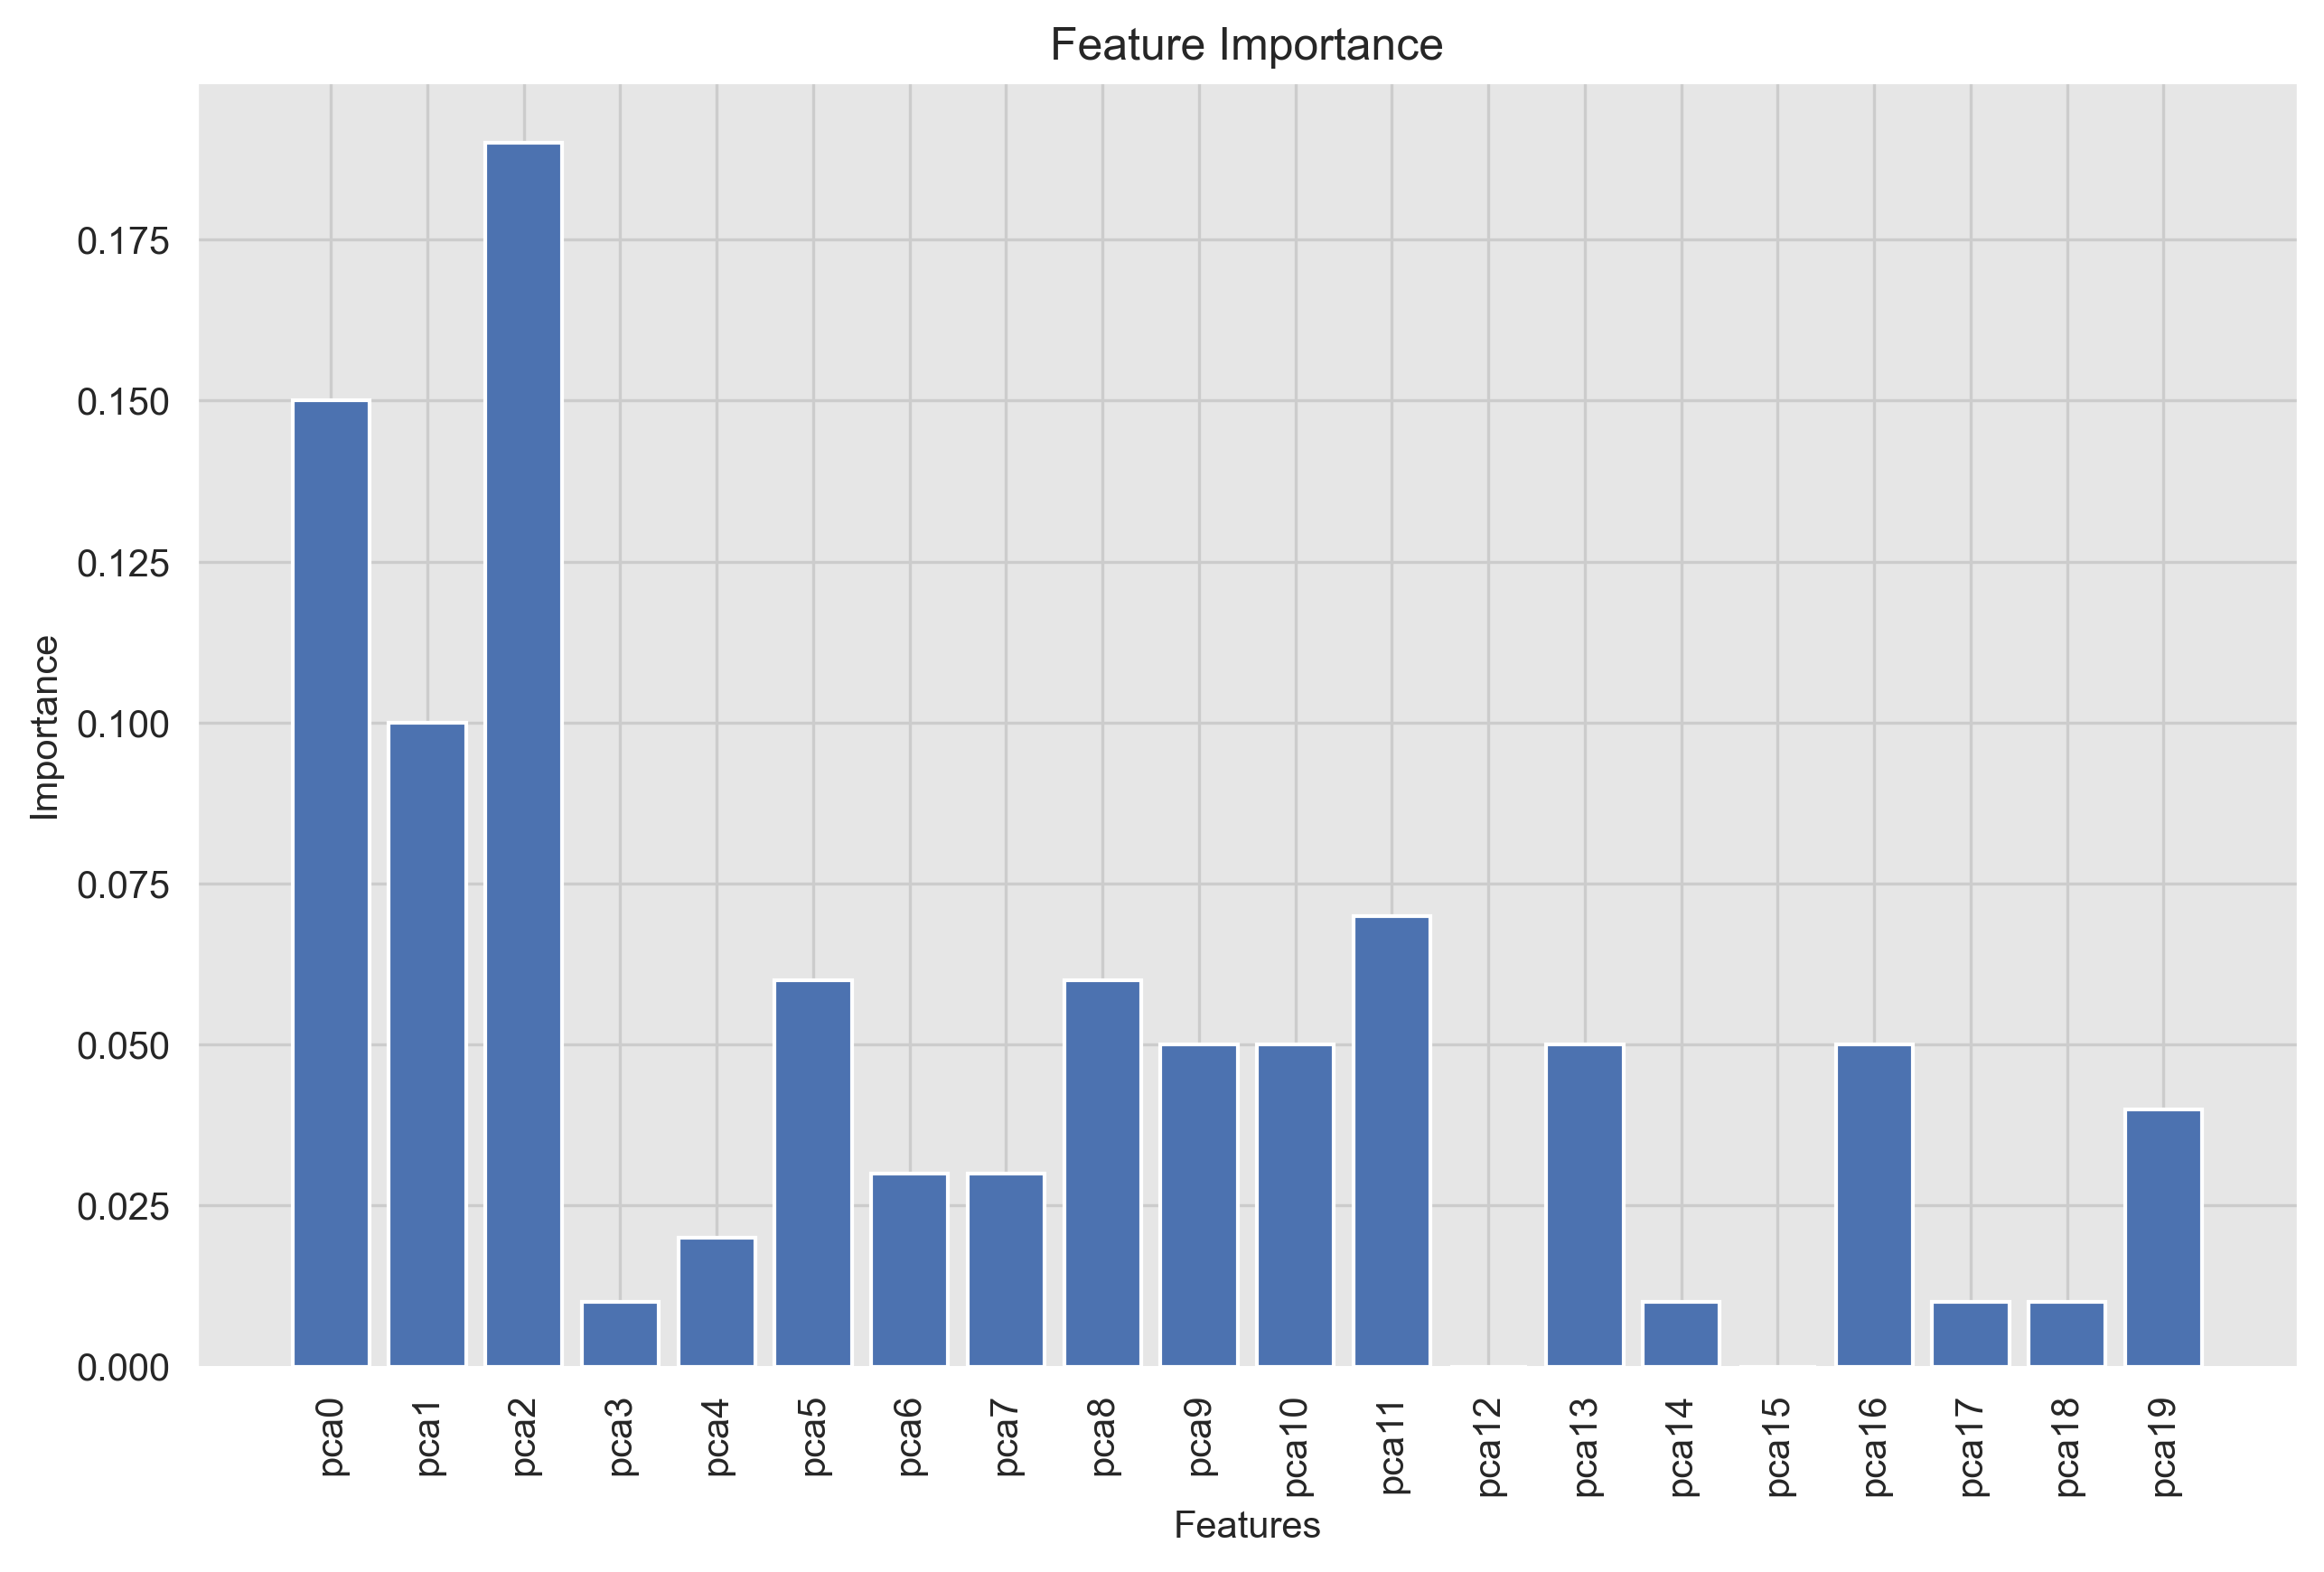 Feature Importance
0.175
0.150
0.125
0.100
0.075
0.050
0.025
0.000
Importance
pca0
pca1
pca2
pca3
pca4
pca5
pca6
pca7
pca8
pca9
pca10
pca11
pca12
pca13
pca14
pca15
pca16
pca17
pca18
pca19
Features